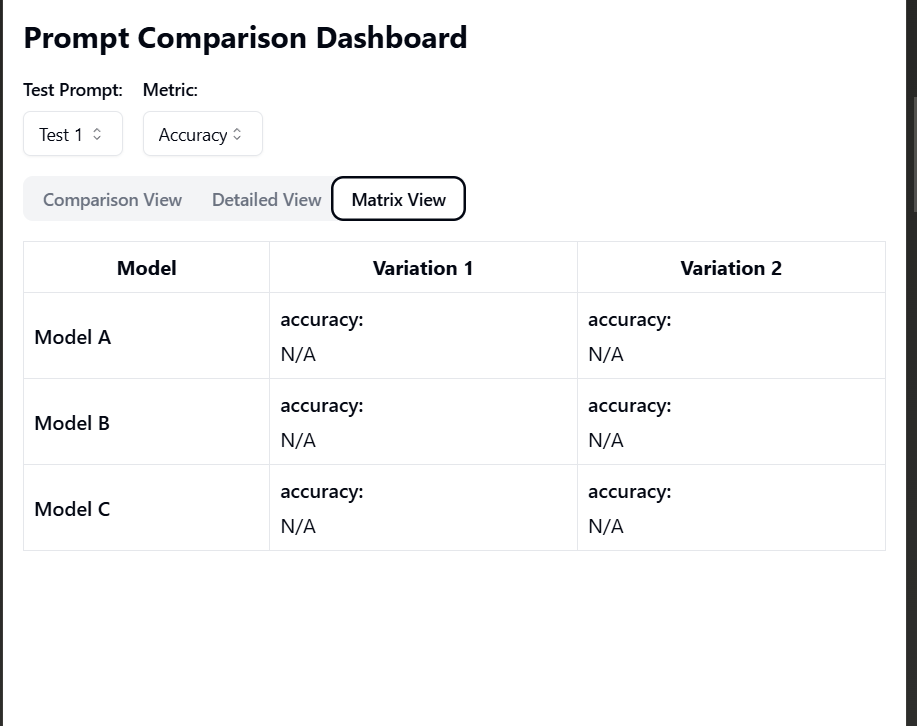 Prompt Comparison Dashboard
Test Prompt: Metric:
Test 1 Accuracy
Comparison View Detailed View Matrix View
Model Variation 1 Variation 2
Model A
accuracy:
N/A
accuracy:
N/A
Model B
accuracy:
N/A
accuracy:
N/A
Model C
accuracy:
N/A
accuracy:
N/A